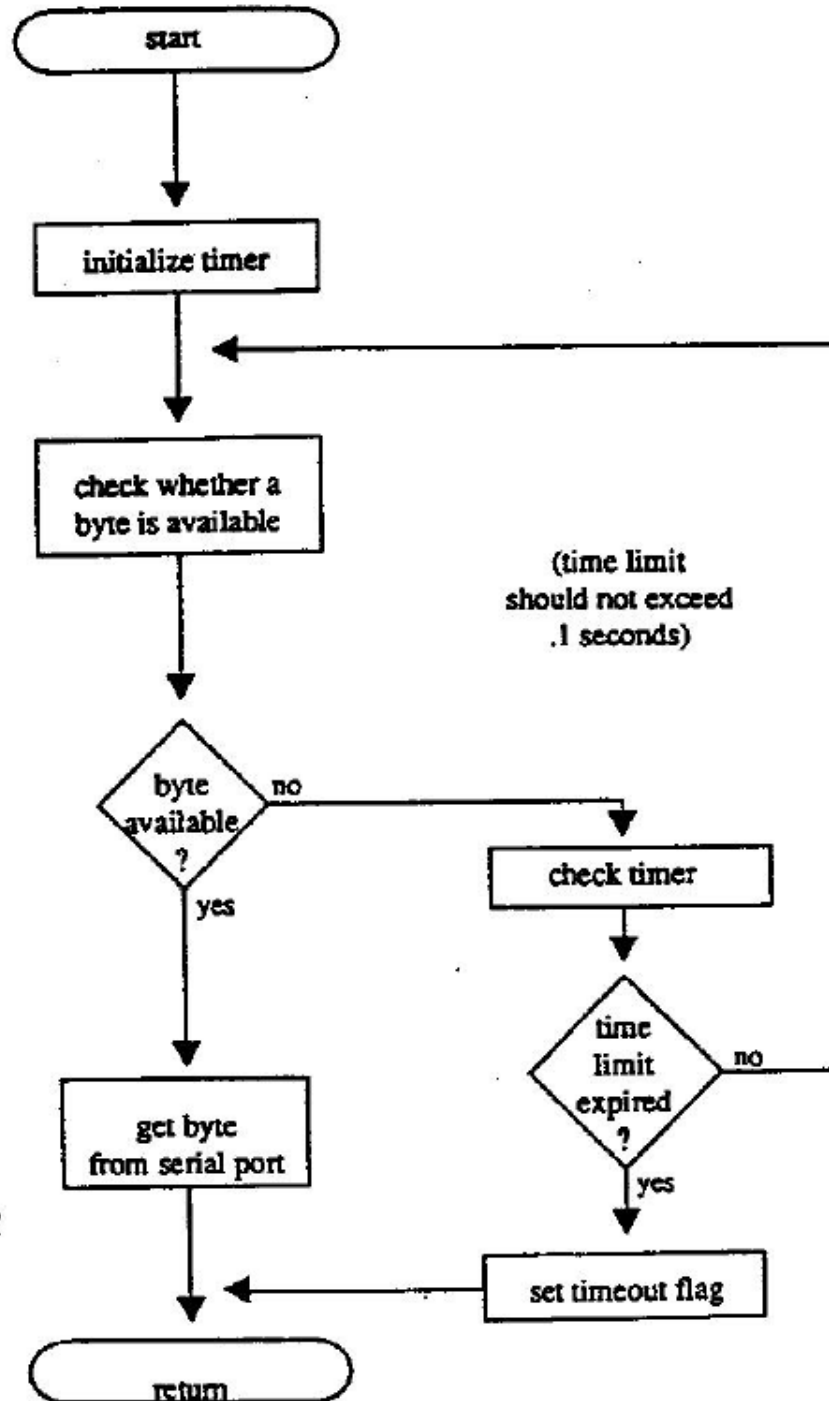 start
initialize timer
check whether a
byte is available
(time limit
should not exceed
.1 seconds)
byte
available
?
no
yes
check timer
time
limit
expired
?
no
yes
get byte
from serial port
set timeout flag
return